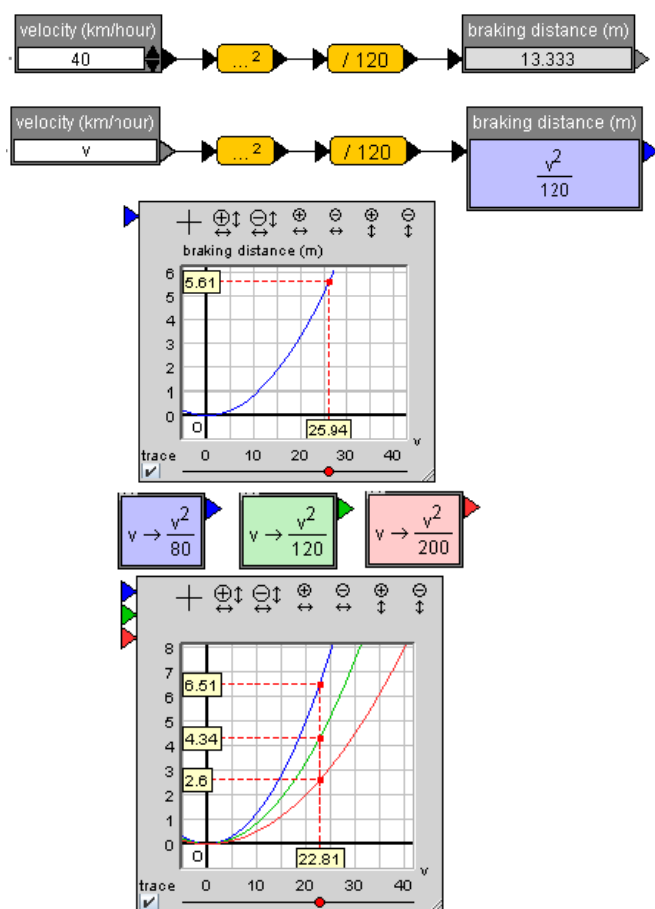 velocity (km/hour) braking distance (m)
40 ... ² / 120 13.333
velocity (km/hour) braking distance (m)
v ... ² / 120 v²
120
braking distance (m)
6
5.61
5
4
3
2
1
0
O 25.94
v
trace 0 10 20 30 40
v → v²/80 v → v²/120 v → v²/200
8
7
6.51
6
5
4.34
4
3
2.6
2
1
0
O 22.81
v
trace 0 10 20 30 40